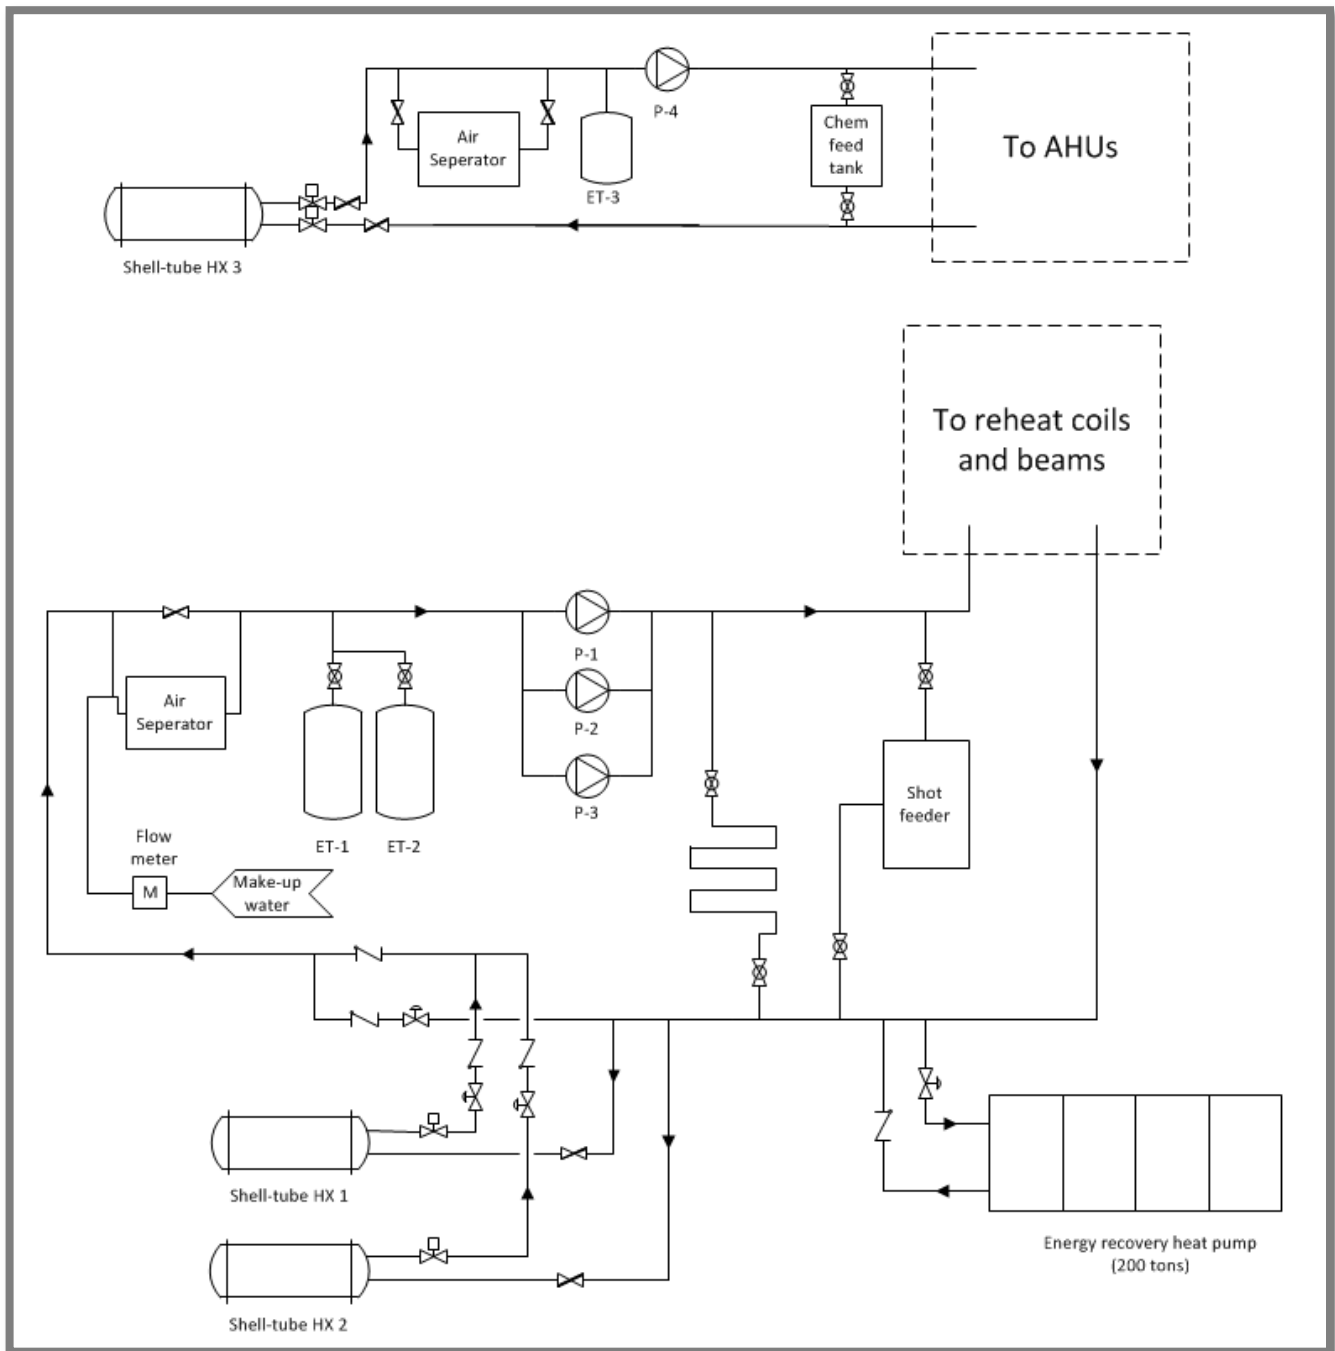 P-4
Air
Seperator
Chem
feed
tank
To AHUs
ET-3
Shell-tube HX 3
To reheat coils
and beams
P-1
Air
Seperator
P-2
P-3
Shot
feeder
Flow
meter
ET-1
ET-2
M
Make-up
water
Shell-tube HX 1
Energy recovery heat pump
(200 tons)
Shell-tube HX 2